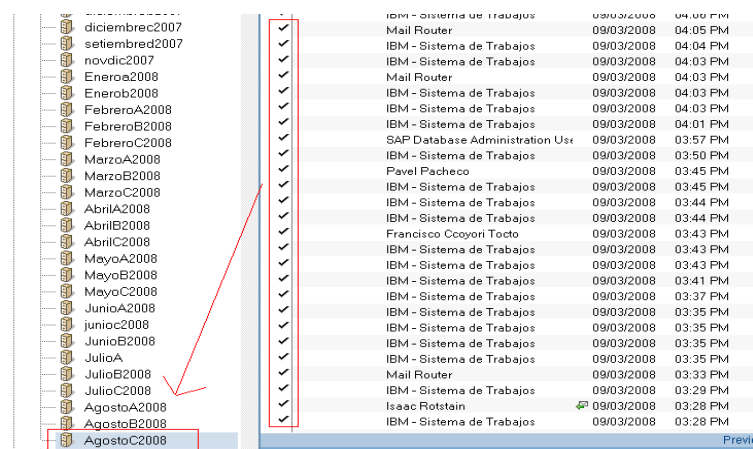 diciembrec2007
setiembred2007
novdic2007
Eneroa2008
Enerob2008
FebreroA2008
FebreroB2008
FebreroC2008
MarzoA2008
MarzoB2008
MarzoC2008
AbrilA2008
AbrilB2008
AbrilC2008
MayoA2008
MayoB2008
MayoC2008
JunioA2008
junioc2008
JunioB2008
JulioA
JulioB2008
JulioC2008
AgostoA2008
AgostoB2008
AgostoC2008
IBM - Sistema de Trabajos 09/03/2008 04:06 PM
Mail Router 09/03/2008 04:05 PM
IBM - Sistema de Trabajos 09/03/2008 04:04 PM
IBM - Sistema de Trabajos 09/03/2008 04:03 PM
Mail Router 09/03/2008 04:03 PM
IBM - Sistema de Trabajos 09/03/2008 04:03 PM
IBM - Sistema de Trabajos 09/03/2008 04:03 PM
IBM - Sistema de Trabajos 09/03/2008 04:01 PM
SAP Database Administration Use 09/03/2008 03:57 PM
IBM - Sistema de Trabajos 09/03/2008 03:50 PM
Pavel Pacheco 09/03/2008 03:45 PM
IBM - Sistema de Trabajos 09/03/2008 03:45 PM
IBM - Sistema de Trabajos 09/03/2008 03:44 PM
IBM - Sistema de Trabajos 09/03/2008 03:44 PM
Francisco Ccoyori Tocto 09/03/2008 03:43 PM
IBM - Sistema de Trabajos 09/03/2008 03:43 PM
IBM - Sistema de Trabajos 09/03/2008 03:43 PM
IBM - Sistema de Trabajos 09/03/2008 03:41 PM
IBM - Sistema de Trabajos 09/03/2008 03:37 PM
IBM - Sistema de Trabajos 09/03/2008 03:35 PM
IBM - Sistema de Trabajos 09/03/2008 03:35 PM
IBM - Sistema de Trabajos 09/03/2008 03:35 PM
IBM - Sistema de Trabajos 09/03/2008 03:35 PM
Mail Router 09/03/2008 03:33 PM
IBM - Sistema de Trabajos 09/03/2008 03:29 PM
Isaac Rotstain 09/03/2008 03:28 PM
IBM - Sistema de Trabajos 09/03/2008 03:28 PM
Previ